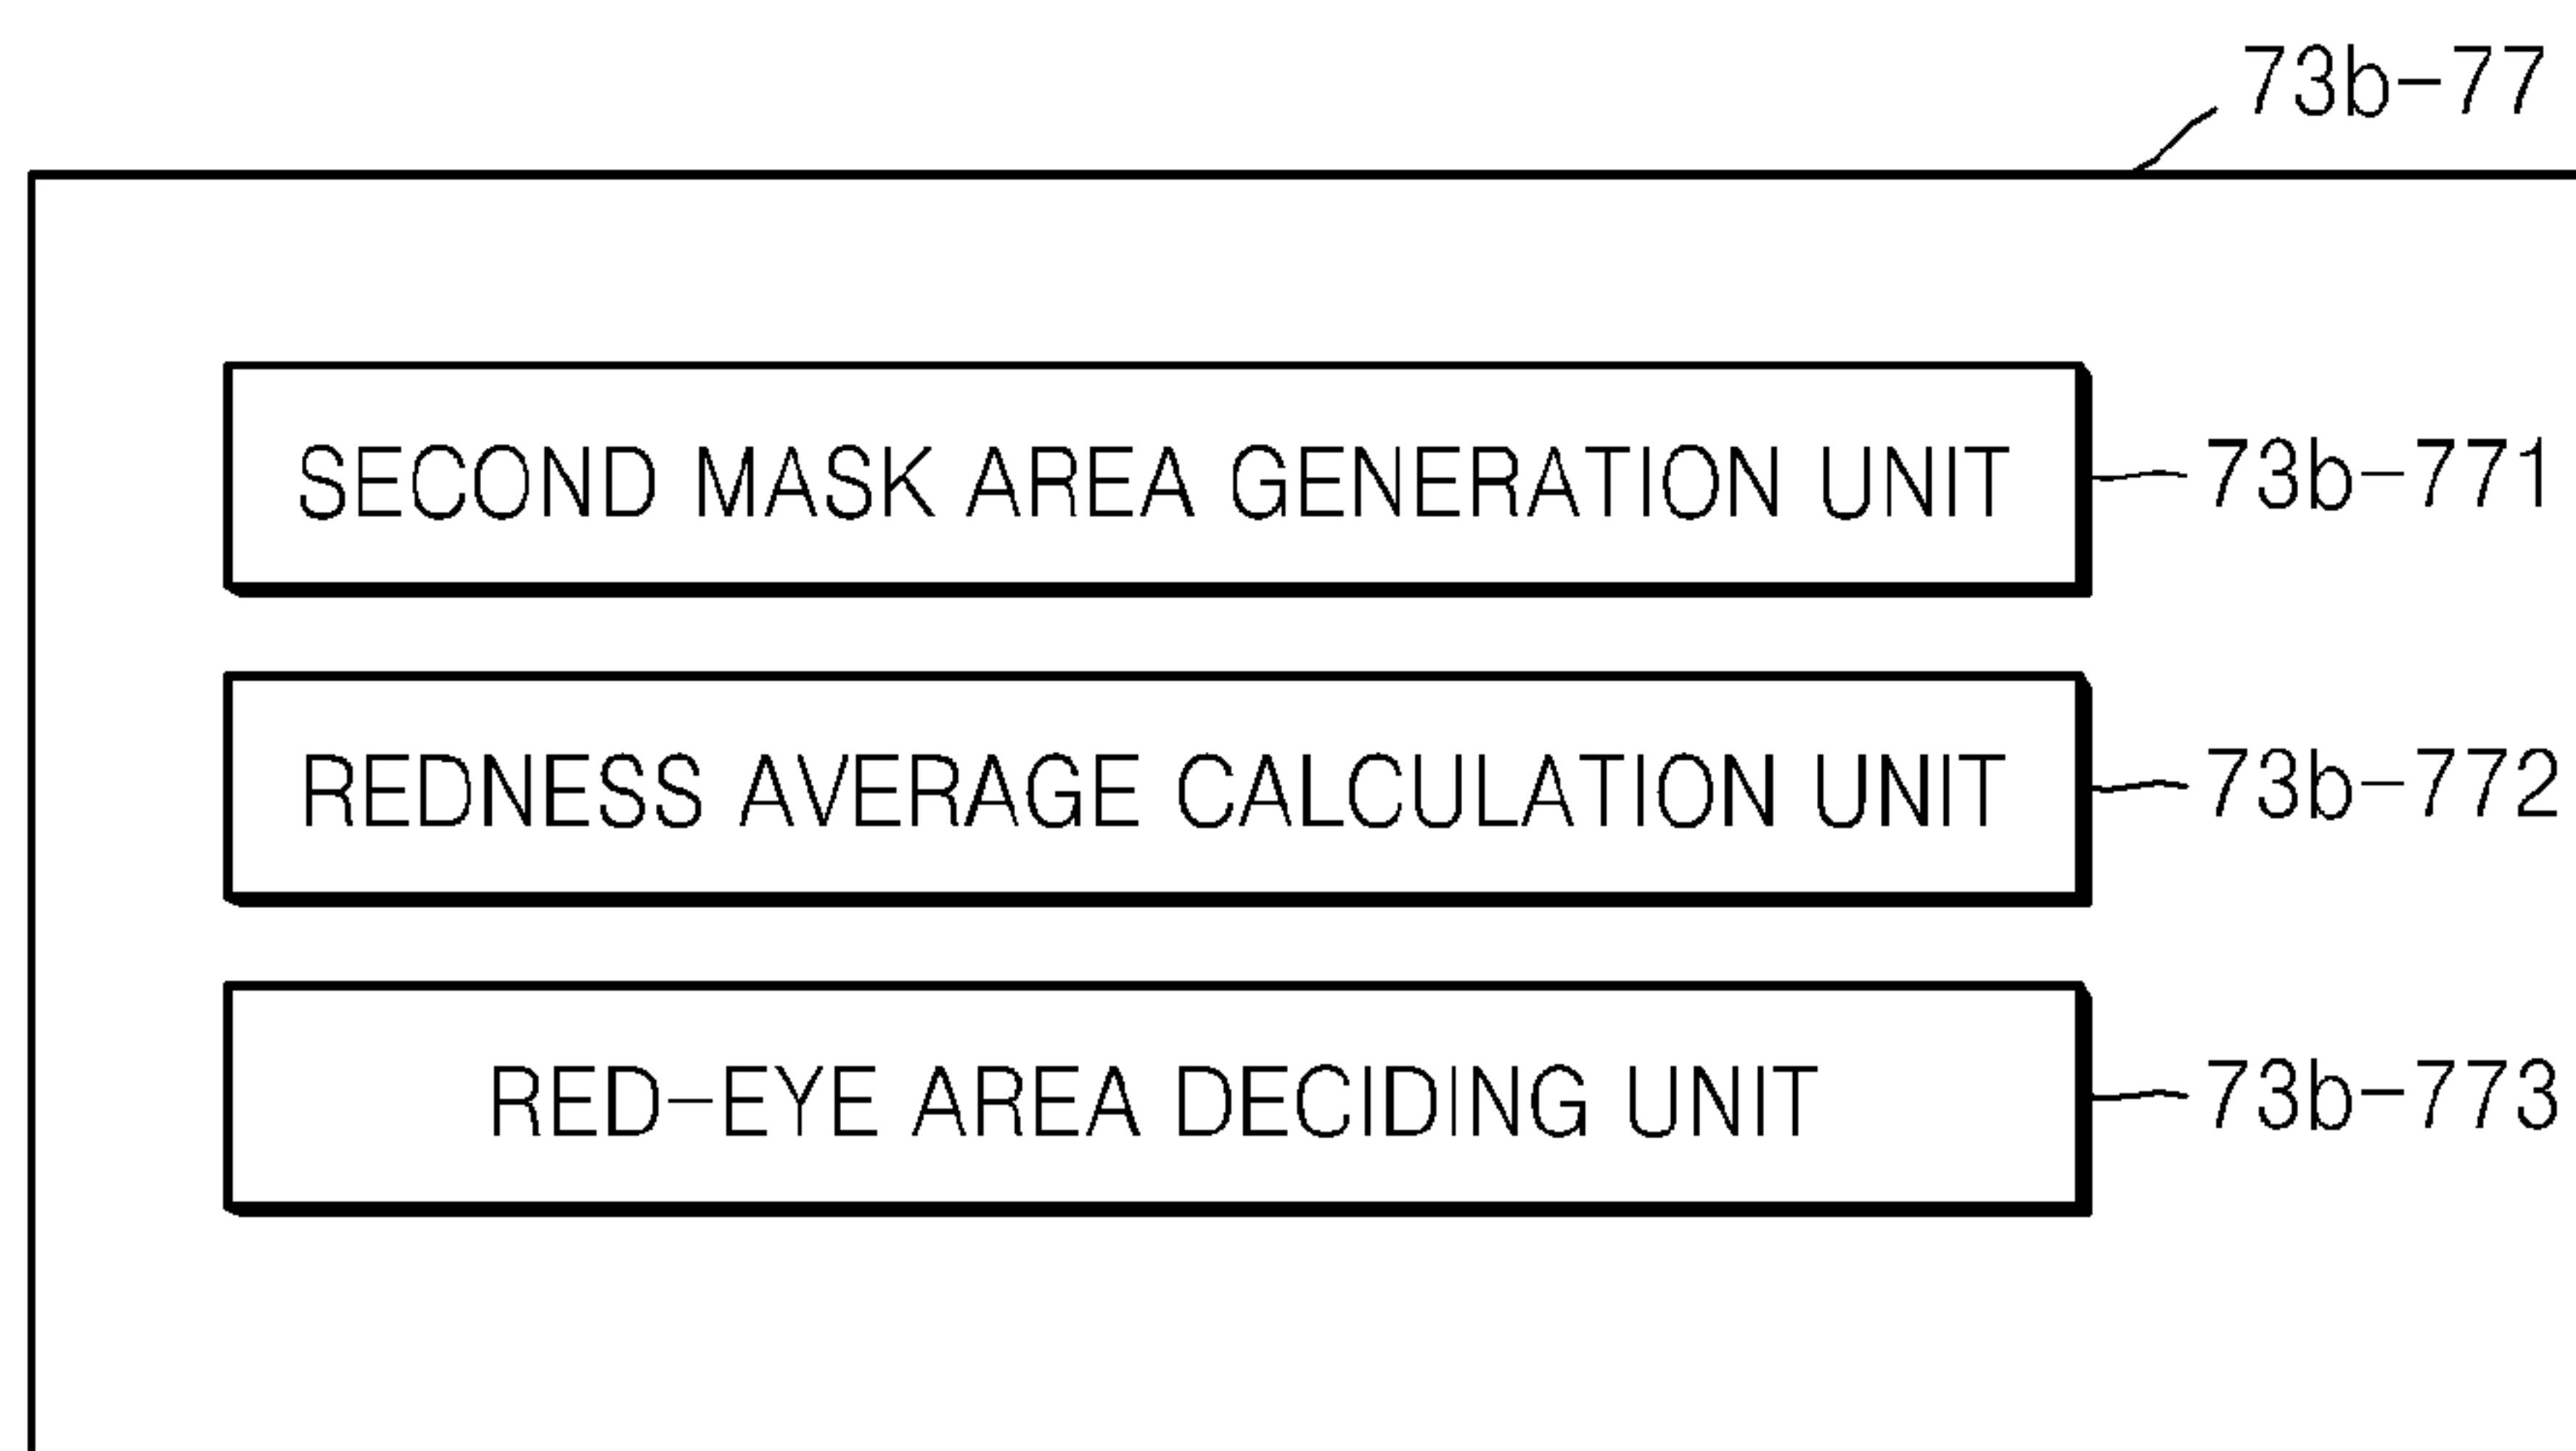 73b-77
SECOND MASK AREA GENERATION UNIT 73b-771
REDNESS AVERAGE CALCULATION UNIT 73b-772
RED-EYE AREA DECIDING UNIT 73b-773